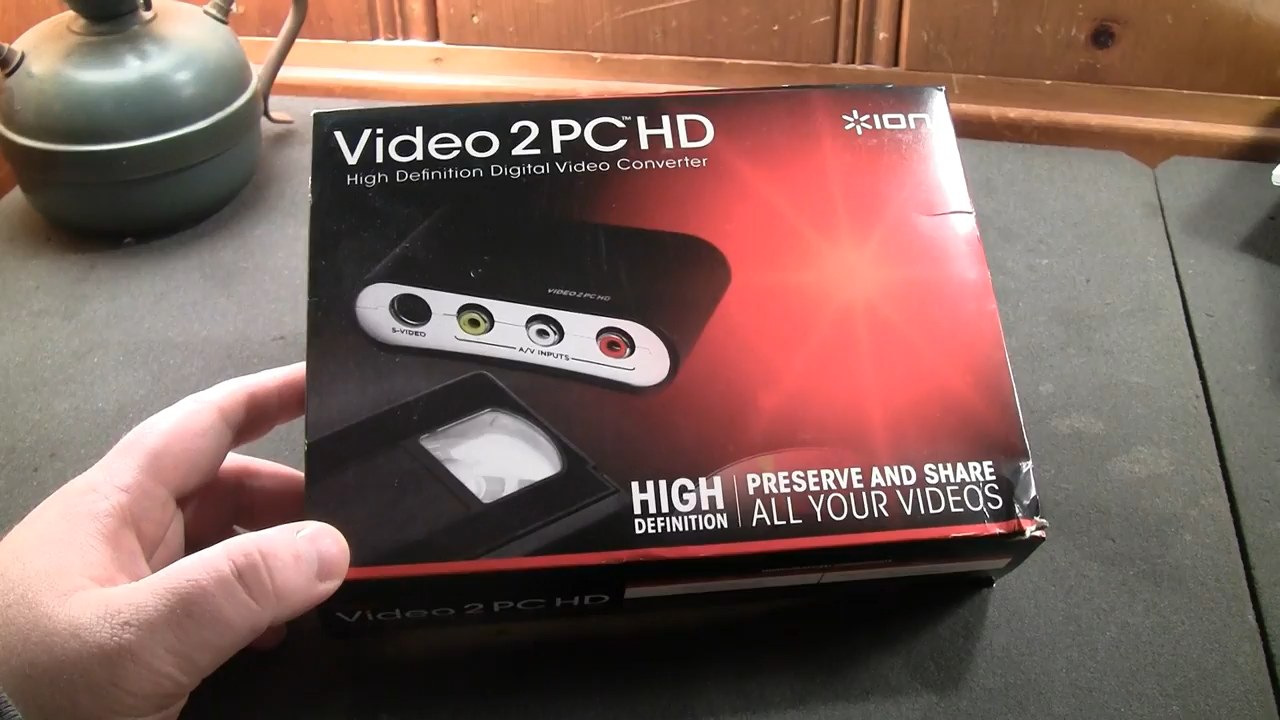 Video 2 PC™ HD
ion
High Definition Digital Video Converter
VIDEO 2 PC HD
S-VIDEO
A/V INPUTS
HIGH DEFINITION
PRESERVE AND SHARE
ALL YOUR VIDEOS
Video 2 PC HD